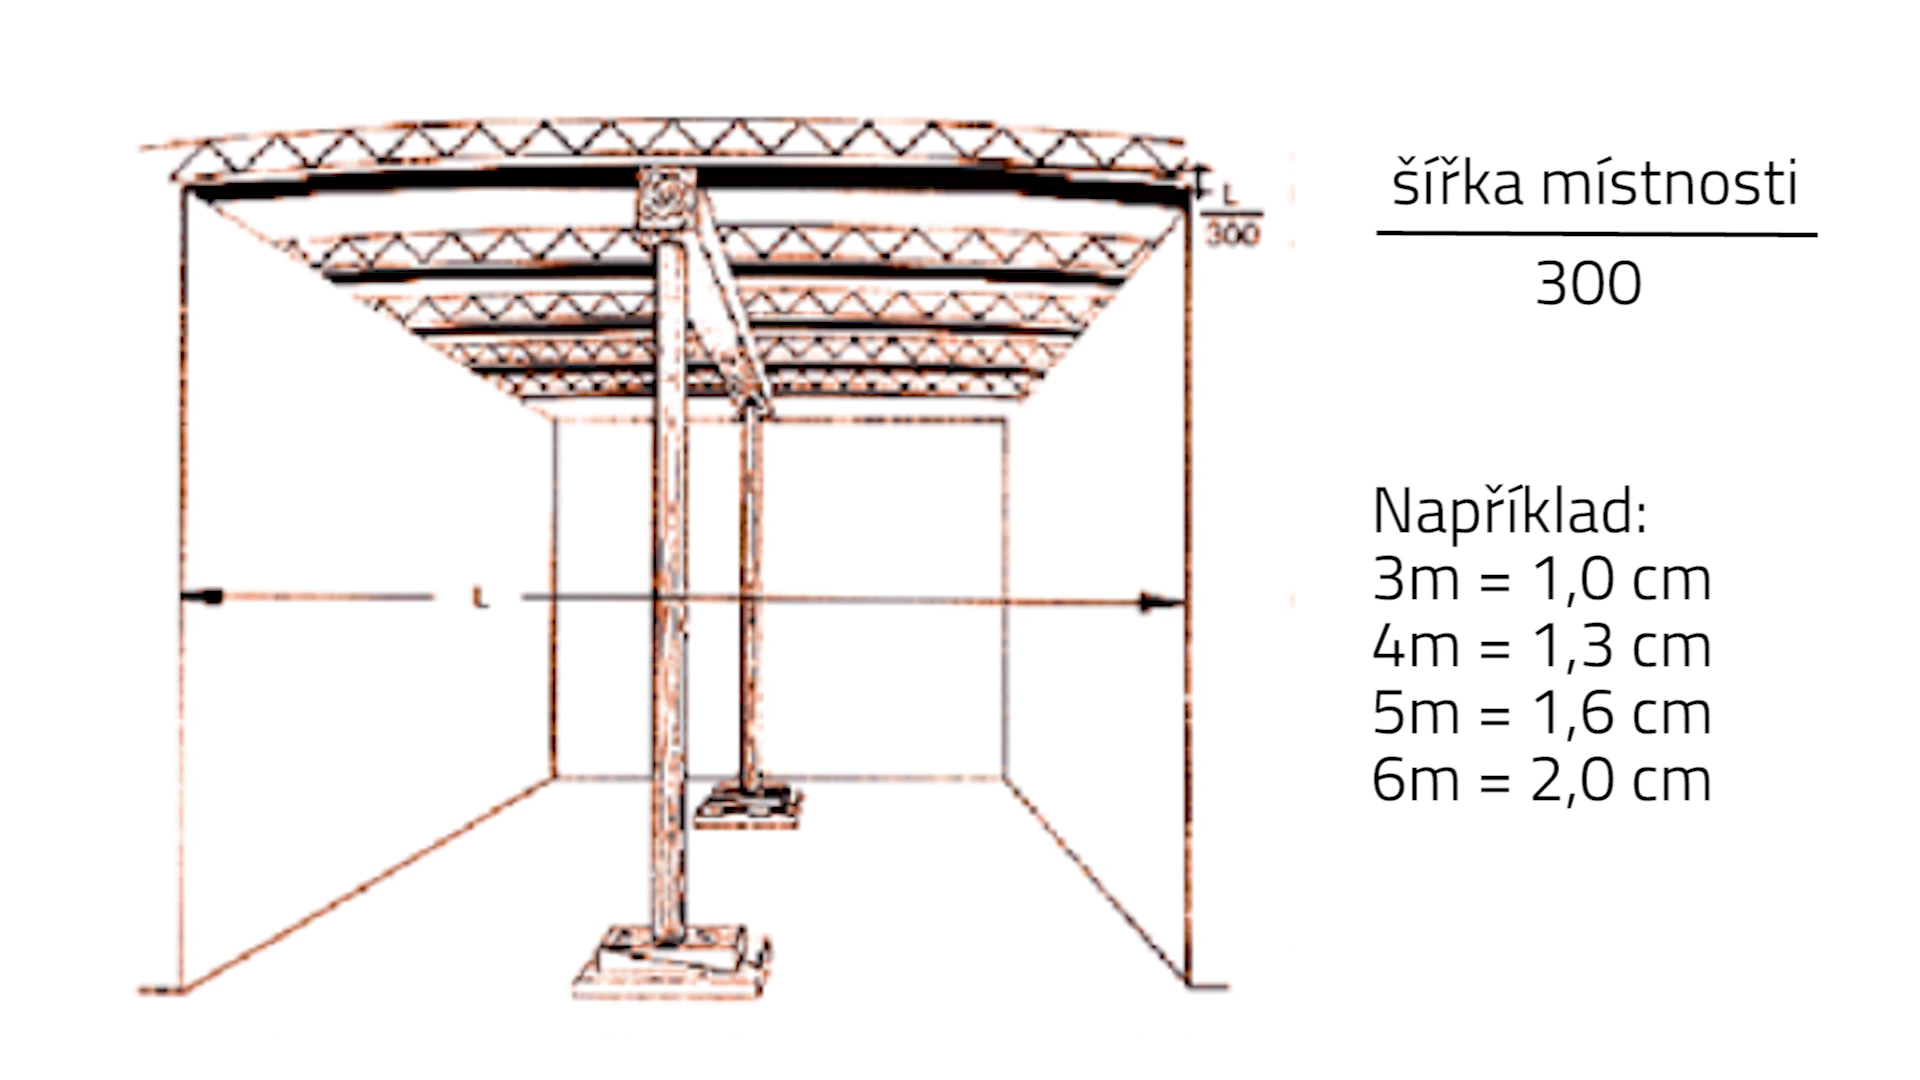 L
300
L
šířka místnosti
300
Například:
3m = 1,0 cm
4m = 1,3 cm
5m = 1,6 cm
6m = 2,0 cm